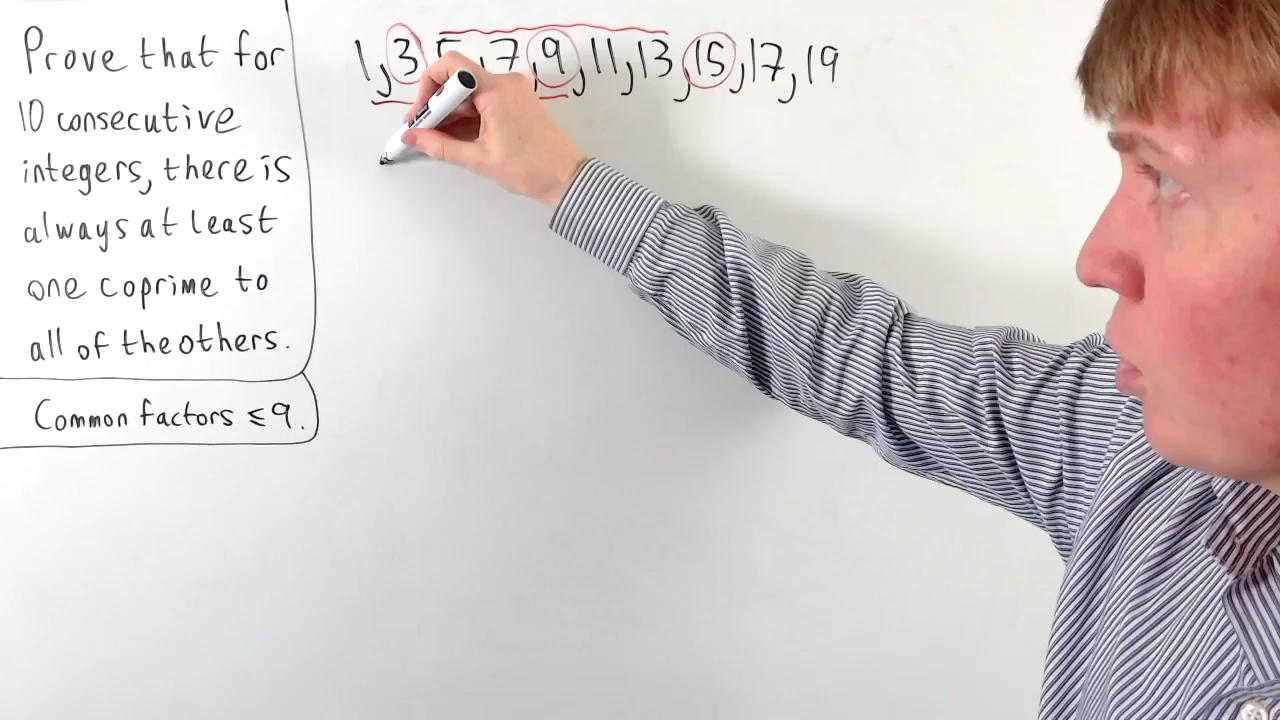 Prove that for
10 consecutive
integers, there is
always at least
one coprime to
all of the others.
Common factors ≤ 9.
1, 3, 5, 7, 9, 11, 13, 15, 17, 19